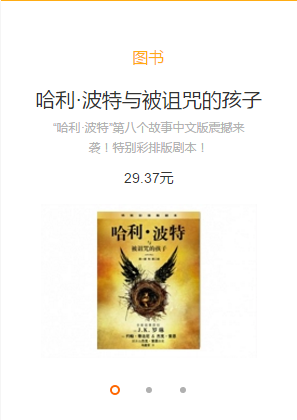 图书
哈利·波特与被诅咒的孩子
“哈利·波特”第八个故事中文版震撼来
袭！特别彩排版剧本！
29.37元
哈利·波特
与
被诅咒的孩子
J.K.罗琳